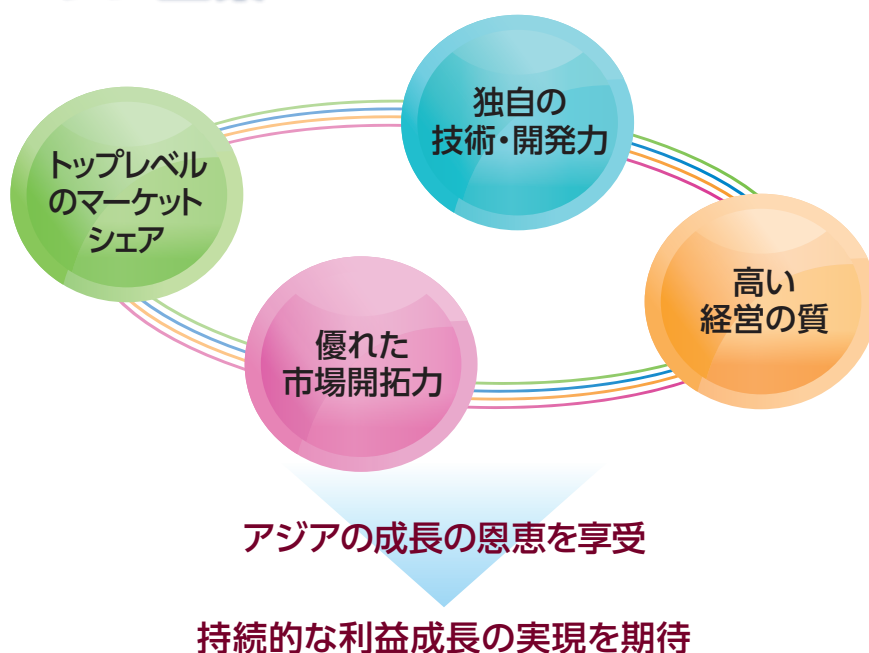 トップレベル
のマーケット
シェア
独自の
技術・開発力
高い
経営の質
優れた
市場開拓力
アジアの成長の恩恵を享受
持続的な利益成長の実現を期待